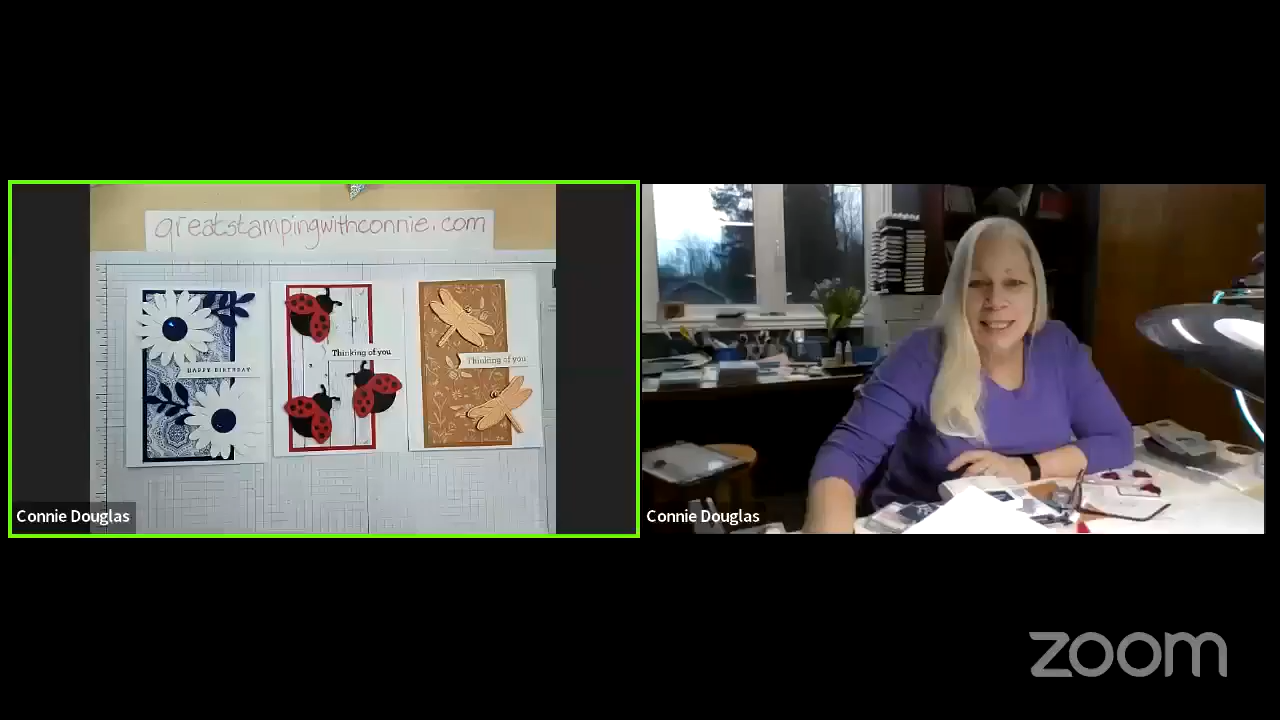 greatstampingwithconnie.com
HAPPY BIRTHDAY
Thinking of you
Thinking of you
Connie Douglas
Connie Douglas
zoom